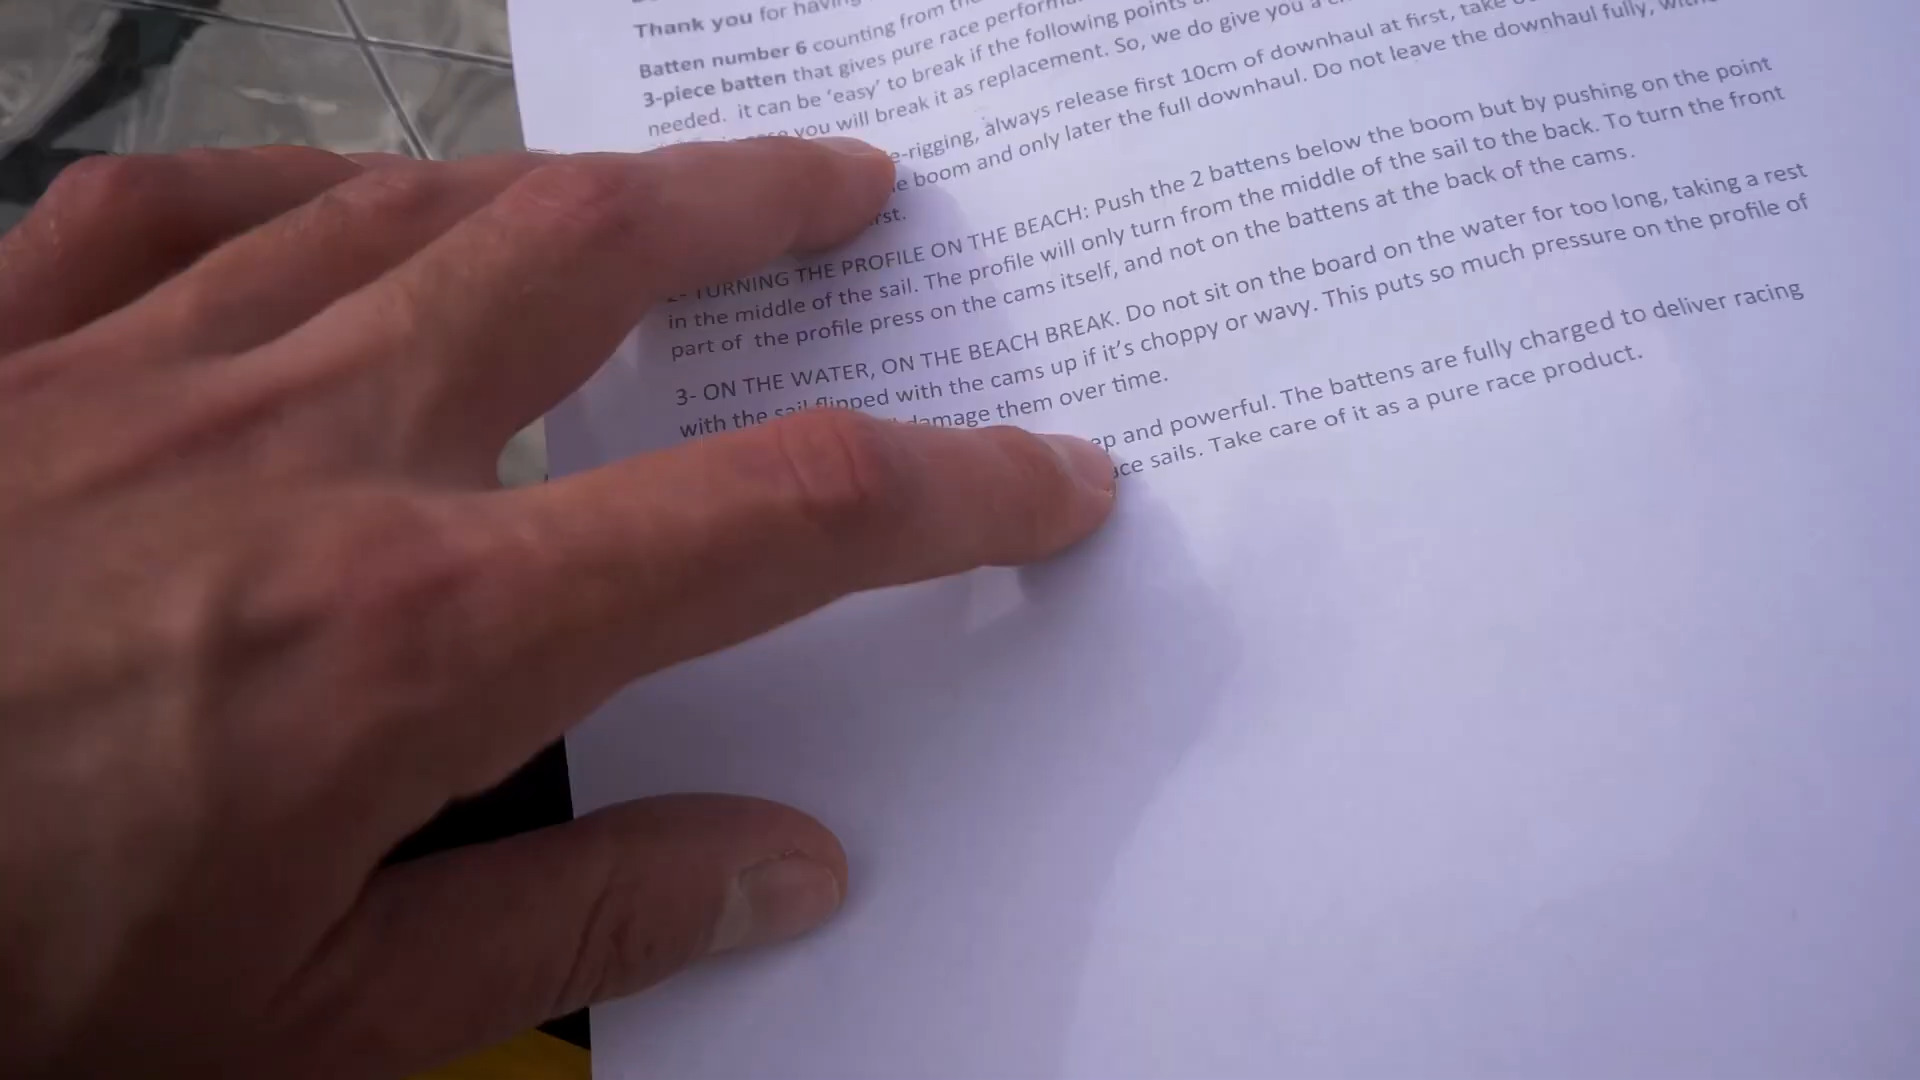 Thank you for having
Batten number 6 counting from the
3-piece batten that gives pure race
needed. it can be ‘easy’ to break if the following points
you will break it as replacement. So, we do give you a
e-rigging, always release first 10cm of downhaul at first, take
e boom and only later the full downhaul. Do not leave the downhaul fully,
rst.
2- TURNING THE PROFILE ON THE BEACH: Push the 2 battens below the boom but by pushing on the point
in the middle of the sail. The profile will only turn from the middle of the sail to the back. To turn the front
part of the profile press on the cams itself, and not on the battens at the back of the cams.
3- ON THE WATER, ON THE BEACH BREAK. Do not sit on the board on the water for too long, taking a rest
with the sail flipped with the cams up if it’s choppy or wavy. This puts so much pressure on the profile of
damage them over time.
ep and powerful. The battens are fully charged to deliver racing
ce sails. Take care of it as a pure race product.